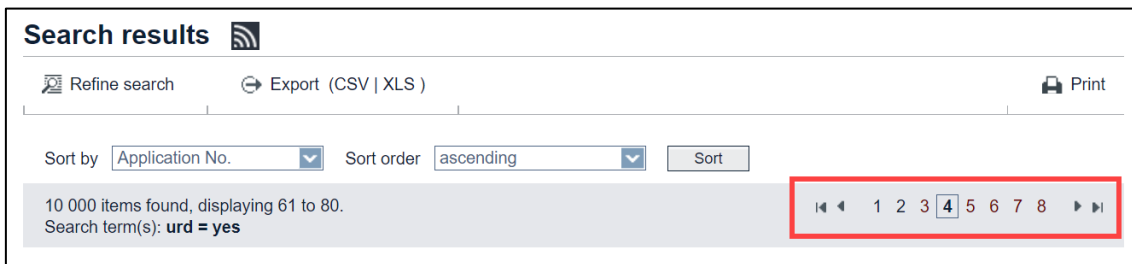 Search results
Refine search Export (CSV | XLS ) Print
Sort by Application No. Sort order ascending Sort
10 000 items found, displaying 61 to 80.
1 2 3 4 5 6 7 8
Search term(s): urd = yes